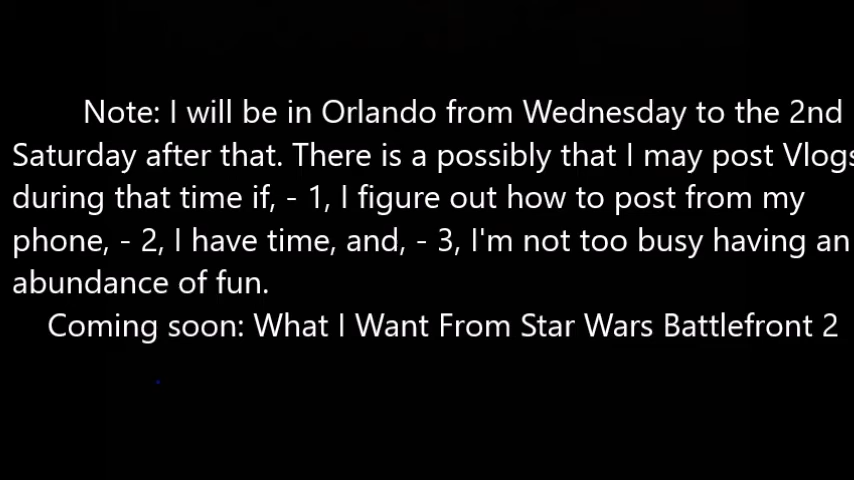 Note: I will be in Orlando from Wednesday to the 2nd
Saturday after that. There is a possibly that I may post Vlogs
during that time if, - 1, I figure out how to post from my
phone, - 2, I have time, and, - 3, I'm not too busy having an
abundance of fun.
Coming soon: What I Want From Star Wars Battlefront 2